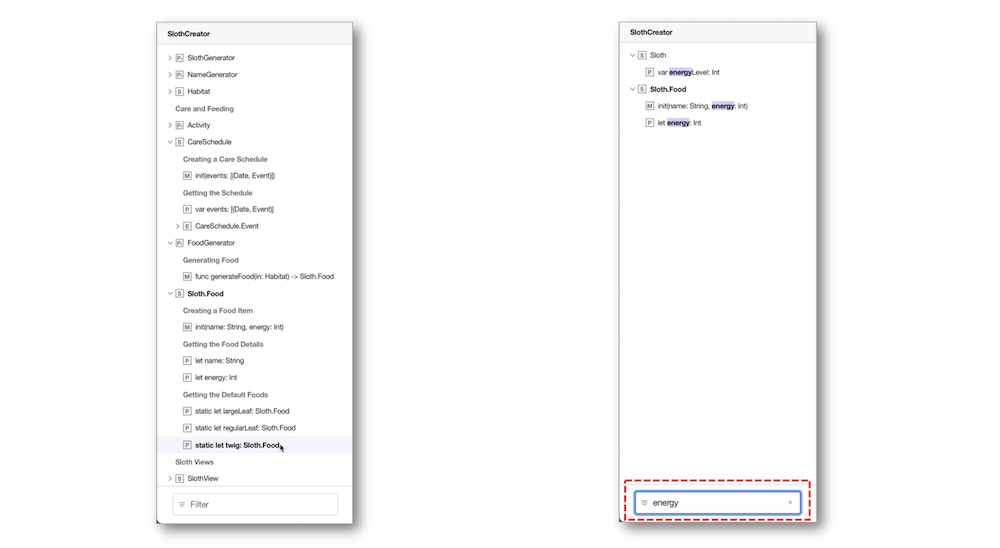 SlothCreator
Pr SlothGenerator
Pr NameGenerator
S Habitat
Care and Feeding
Pr Activity
S CareSchedule
Creating a Care Schedule
M init(events: [(Date, Event)])
Getting the Schedule
P var events: [(Date, Event)]
E CareSchedule.Event
Pr FoodGenerator
Generating Food
M func generateFood(in: Habitat) -> Sloth.Food
S Sloth.Food
Creating a Food Item
M init(name: String, energy: Int)
Getting the Food Details
P let name: String
P let energy: Int
Getting the Default Foods
P static let largeLeaf: Sloth.Food
P static let regularLeaf: Sloth.Food
P static let twig: Sloth.Food
Sloth Views
S SlothView
Filter
SlothCreator
S Sloth
P var energyLevel: Int
S Sloth.Food
M init(name: String, energy: Int)
P let energy: Int
energy